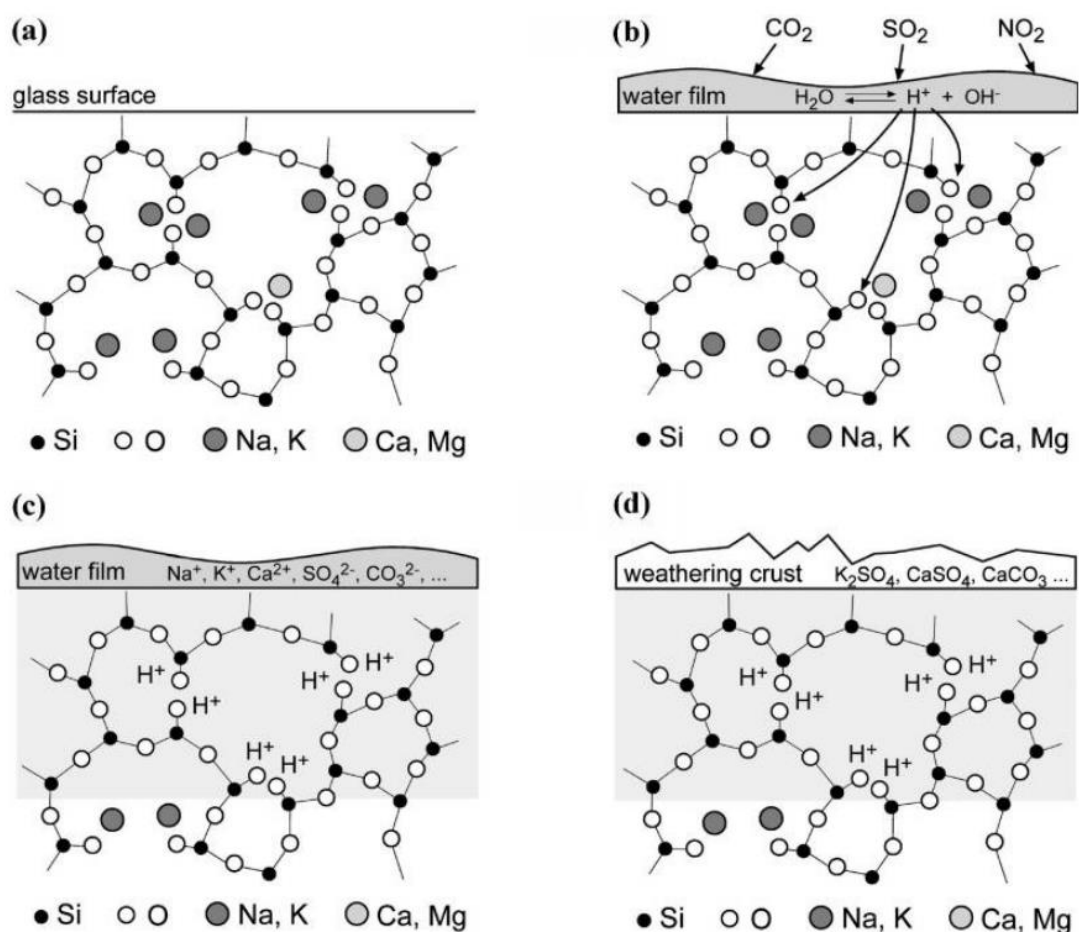 (a)
glass surface
Si O Na, K Ca, Mg
(b)
CO₂ SO₂ NO₂
water film H₂O H⁺ + OH⁻
Si O Na, K Ca, Mg
(c)
water film Na⁺, K⁺, Ca²⁺, SO₄²⁻, CO₃²⁻, ...
H⁺ H⁺
H⁺ H⁺
H⁺ H⁺
Si O Na, K Ca, Mg
(d)
weathering crust K₂SO₄, CaSO₄, CaCO₃ ...
H⁺ H⁺
H⁺ H⁺
H⁺ H⁺
Si O Na, K Ca, Mg